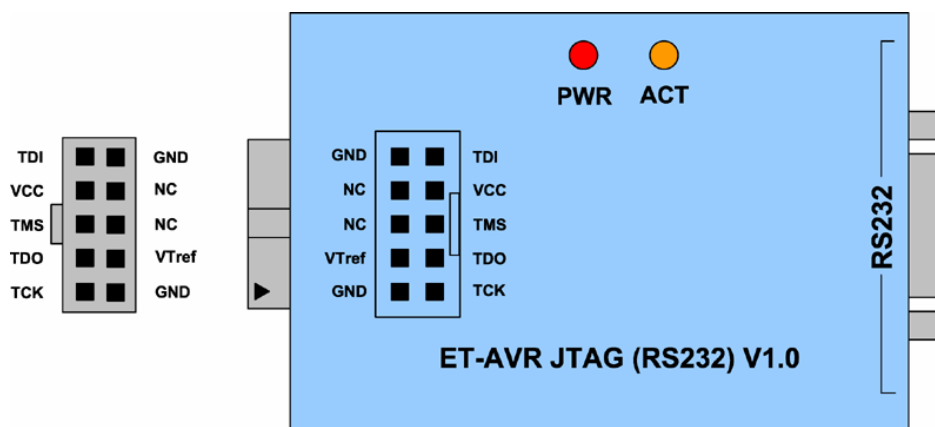 PWR ACT
TDI GND
VCC NC
TMS NC
TDO VTref
TCK GND
GND TDI
NC VCC
NC TMS
VTref TDO
GND TCK
RS232
ET-AVR JTAG (RS232) V1.0